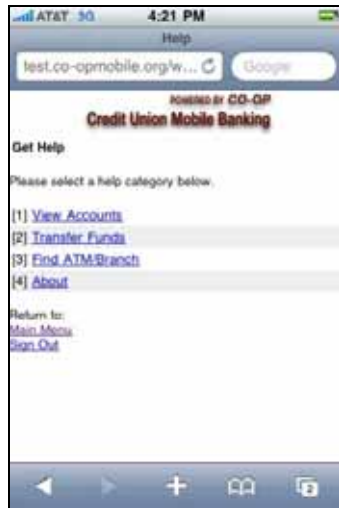 AT&T 3G 4:21 PM
Help
test.co-opmobile.org/w... Google
POWERED BY CO-OP
Credit Union Mobile Banking
Get Help
Please select a help category below.
[1] View Accounts
[2] Transfer Funds
[3] Find ATM/Branch
[4] About
Return to:
Main Menu
Sign Out
2